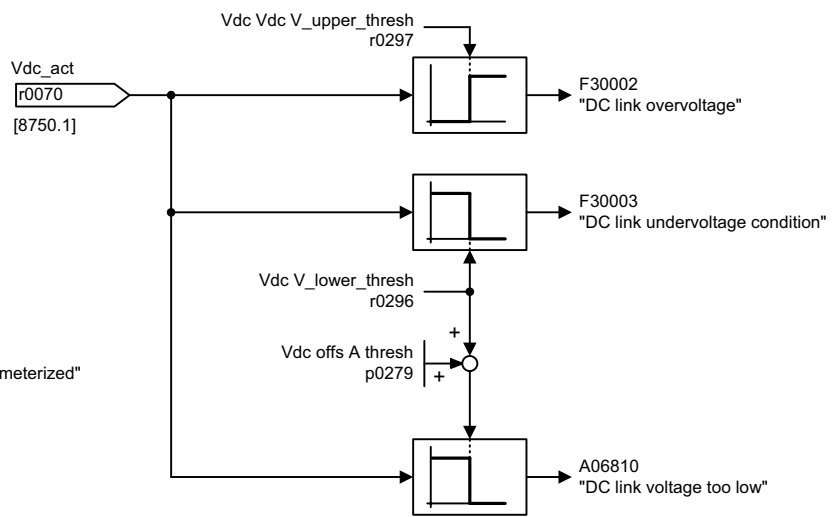 Vdc Vdc V_upper_thresh
r0297
Vdc_act
r0070
[8750.1]
F30002
"DC link overvoltage"
F30003
"DC link undervoltage condition"
Vdc V_lower_thresh
r0296
+
Vdc offs A thresh
p0279
+
meterized"
A06810
"DC link voltage too low"